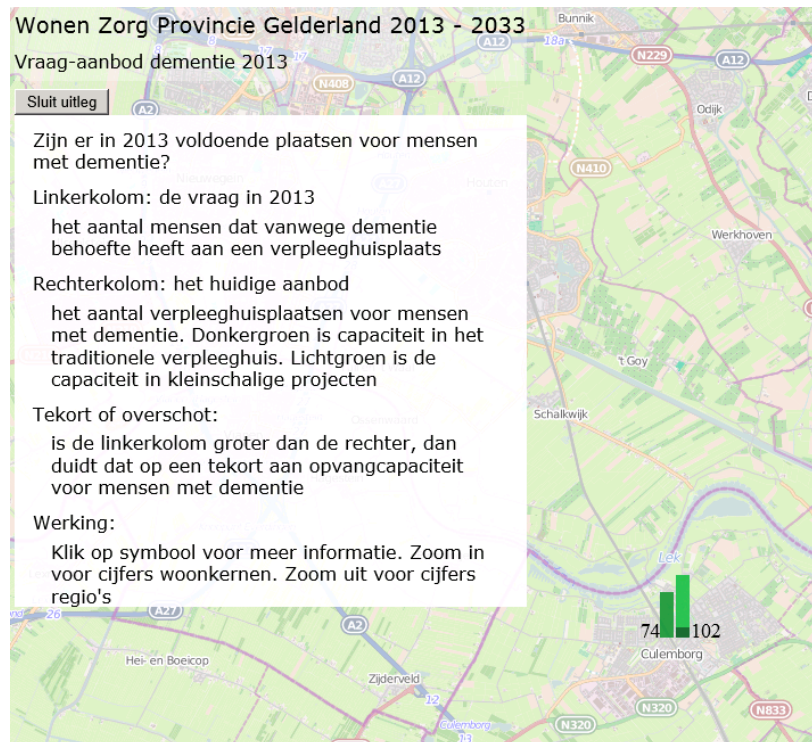 Wonen Zorg Provincie Gelderland 2013 - 2033
Bunnik
A12
18a
N229
A12
Vraag-aanbod dementie 2013
17
N408
A12
Sluit uitleg
A2
Odijk
Zijn er in 2013 voldoende plaatsen voor mensen
met dementie?
N410
Linkerkolom: de vraag in 2013
het aantal mensen dat vanwege dementie
behoefte heeft aan een verpleeghuisplaats
Werkhoven
Rechterkolom: het huidige aanbod
het aantal verpleeghuisplaatsen voor mensen
met dementie. Donkergroen is capaciteit in het
traditionele verpleeghuis. Lichtgroen is de
capaciteit in kleinschalige projecten
't Goy
Tekort of overschot:
Schalkwijk
is de linkerkolom groter dan de rechter, dan
duidt dat op een tekort aan opvangcapaciteit
voor mensen met dementie
Werking:
Klik op symbool voor meer informatie. Zoom in
voor cijfers woonkernen. Zoom uit voor cijfers
regio's
Lek
26
A27
A2
74
102
Culemborg
Hei- en Boeicop
Zijderveld
12
N320
N833
Culemborg
N320
13